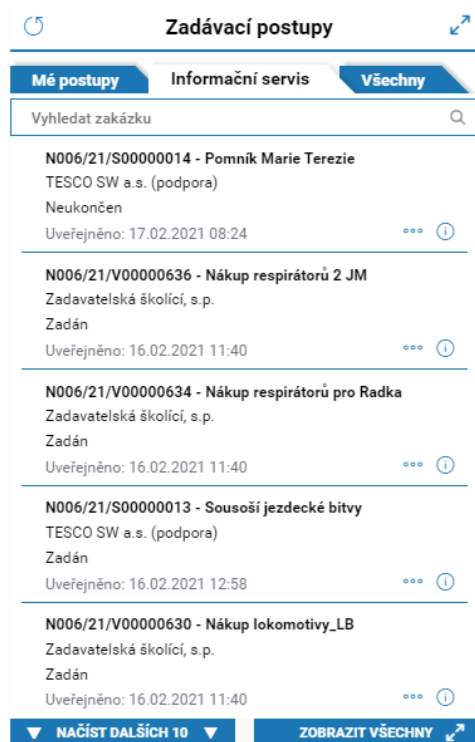 Zadávací postupy
Mé postupy Informační servis Všechny
Vyhledat zakázku
N006/21/S00000014 - Pomník Marie Terezie
TESCO SW a.s. (podpora)
Neukončen
Uveřejněno: 17.02.2021 08:24
N006/21/V00000636 - Nákup respirátorů 2 JM
Zadavatelská školící, s.p.
Zadán
Uveřejněno: 16.02.2021 11:40
N006/21/V00000634 - Nákup respirátorů pro Radka
Zadavatelská školící, s.p.
Zadán
Uveřejněno: 16.02.2021 11:40
N006/21/S00000013 - Sousoší jezdecké bitvy
TESCO SW a.s. (podpora)
Zadán
Uveřejněno: 16.02.2021 12:58
N006/21/V00000630 - Nákup lokomotivy_LB
Zadavatelská školící, s.p.
Zadán
Uveřejněno: 16.02.2021 11:40
NAČÍST DALŠÍCH 10 ZOBRAZIT VŠECHNY